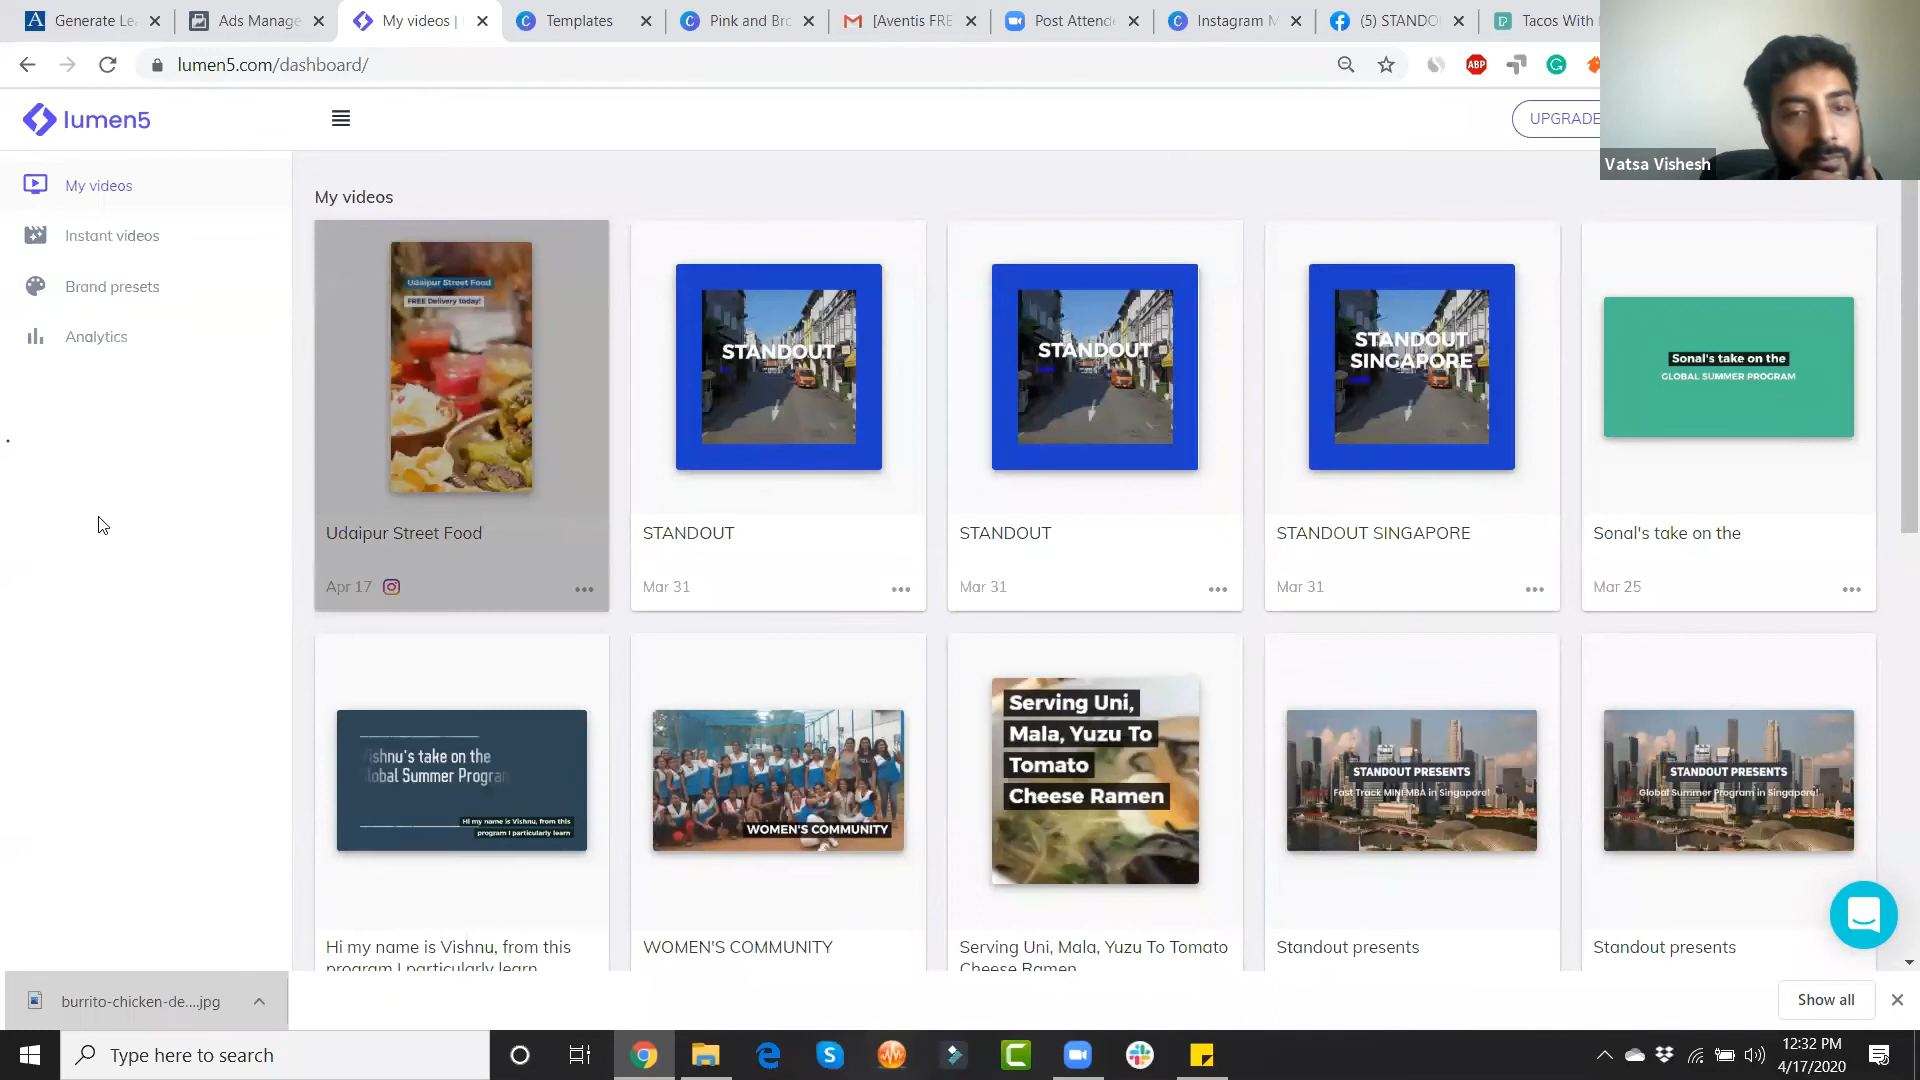 Generate Le
Ads Manage
My videos |
Templates
Pink and Bro
[Aventis FRE
Post Attend
Instagram M
(5) STANDO
Tacos With
lumen5.com/dashboard/
ABP
lumen5
UPGRADE
Vatsa Vishesh
My videos
Instant videos
Brand presets
Analytics
My videos
Udaipur Street Food
FREE Delivery today!
STANDOUT
STANDOUT
STANDOUT
SINGAPORE
Sonal's take on the
GLOBAL SUMMER PROGRAM
Udaipur Street Food
STANDOUT
STANDOUT
STANDOUT SINGAPORE
Sonal's take on the
Apr 17
Mar 31
Mar 31
Mar 31
Mar 25
Vishnu's take on the
Global Summer Program
Hi my name is Vishnu, from this
program I particularly learn
WOMEN'S COMMUNITY
Serving Uni,
Mala, Yuzu To
Tomato
Cheese Ramen
STANDOUT PRESENTS
Fast Track MINI MBA in Singapore!
STANDOUT PRESENTS
Global Summer Program in Singapore!
Hi my name is Vishnu, from this
program I particularly learn
WOMEN'S COMMUNITY
Serving Uni, Mala, Yuzu To Tomato
Cheese Ramen
Standout presents
Standout presents
burrito-chicken-de....jpg
Show all
Type here to search
12:32 PM
4/17/2020